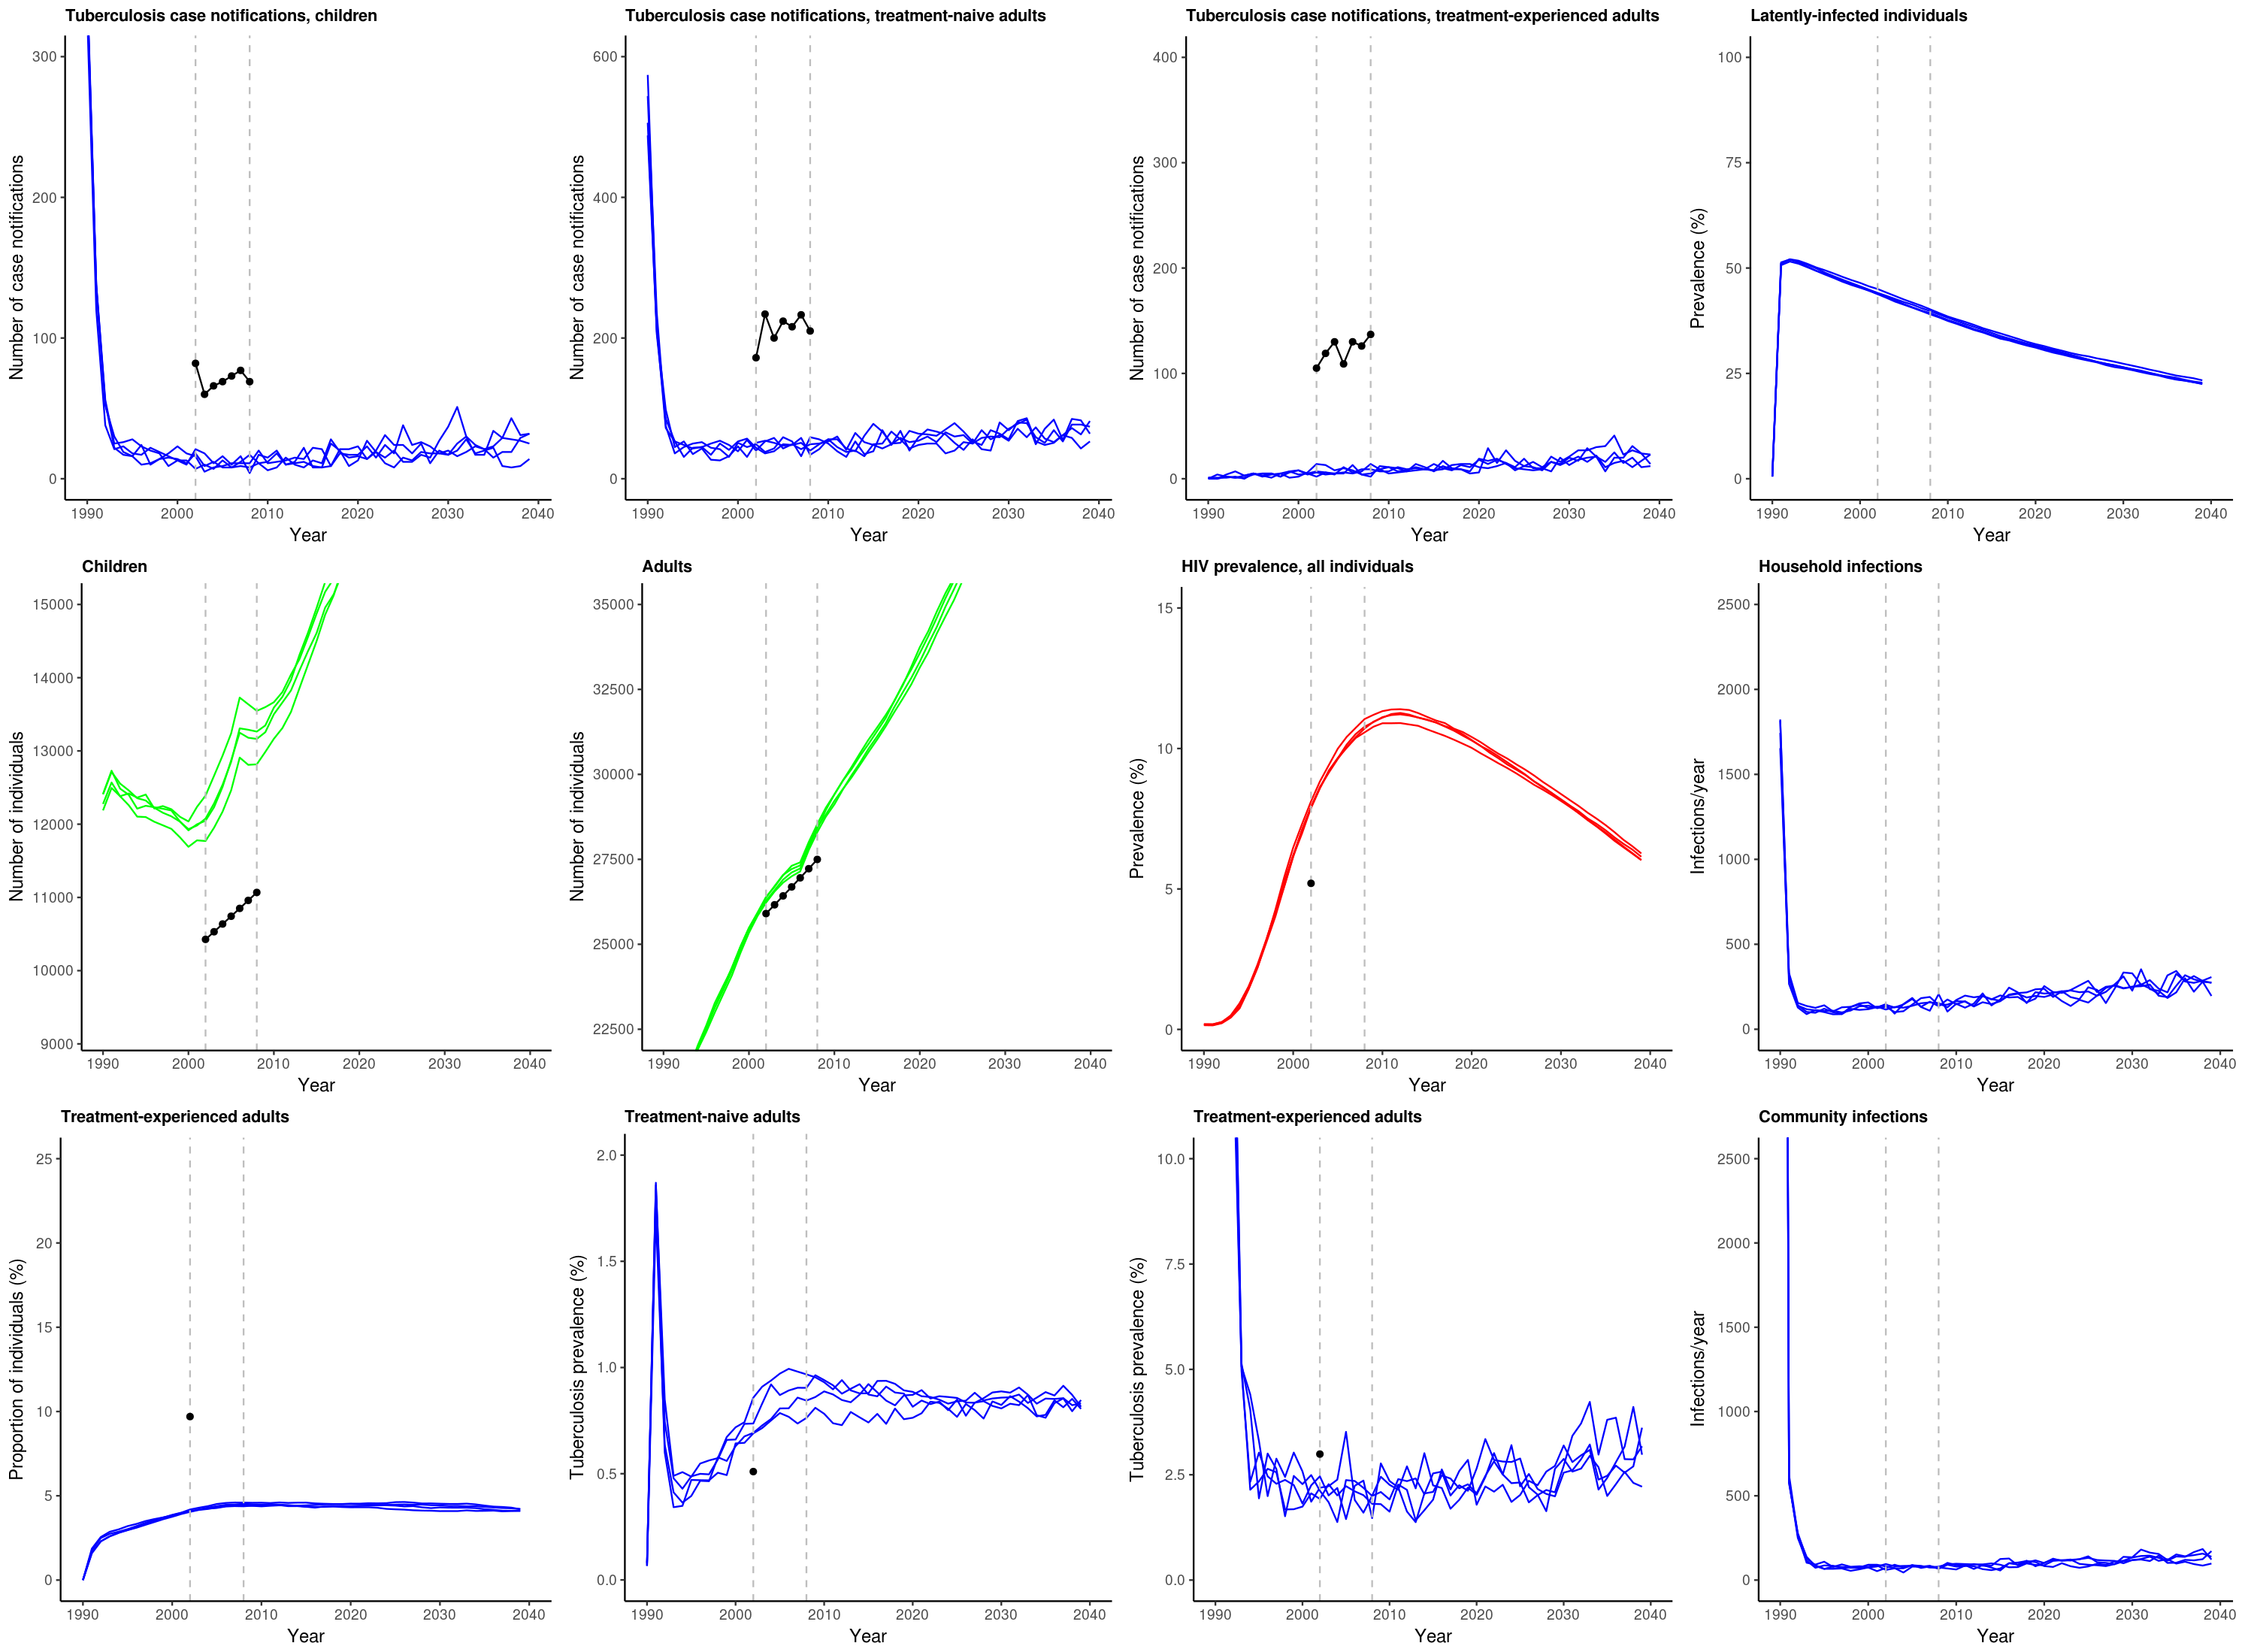 Tuberculosis case notifications, children
Number of case notifications
300
200
100
0
1990 2000 2010 2020 2030 2040
Year
Tuberculosis case notifications, treatment-naive adults
Number of case notifications
600
400
200
0
1990 2000 2010 2020 2030 2040
Year
Tuberculosis case notifications, treatment-experienced adults
Number of case notifications
400
300
200
100
0
1990 2000 2010 2020 2030 2040
Year
Latently-infected individuals
Prevalence (%)
100
75
50
25
0
1990 2000 2010 2020 2030 2040
Year
Children
Number of individuals
15000
14000
13000
12000
11000
10000
9000
1990 2000 2010 2020 2030 2040
Year
Adults
Number of individuals
35000
32500
30000
27500
25000
22500
1990 2000 2010 2020 2030 2040
Year
HIV prevalence, all individuals
Prevalence (%)
15
10
5
0
1990 2000 2010 2020 2030 2040
Year
Household infections
Infections/year
2500
2000
1500
1000
500
0
1990 2000 2010 2020 2030 2040
Year
Treatment-experienced adults
Proportion of individuals (%)
25
20
15
10
5
0
1990 2000 2010 2020 2030 2040
Year
Treatment-naive adults
Tuberculosis prevalence (%)
2.0
1.5
1.0
0.5
0.0
1990 2000 2010 2020 2030 2040
Year
Treatment-experienced adults
Tuberculosis prevalence (%)
10.0
7.5
5.0
2.5
0.0
1990 2000 2010 2020 2030 2040
Year
Community infections
Infections/year
2500
2000
1500
1000
500
0
1990 2000 2010 2020 2030 2040
Year